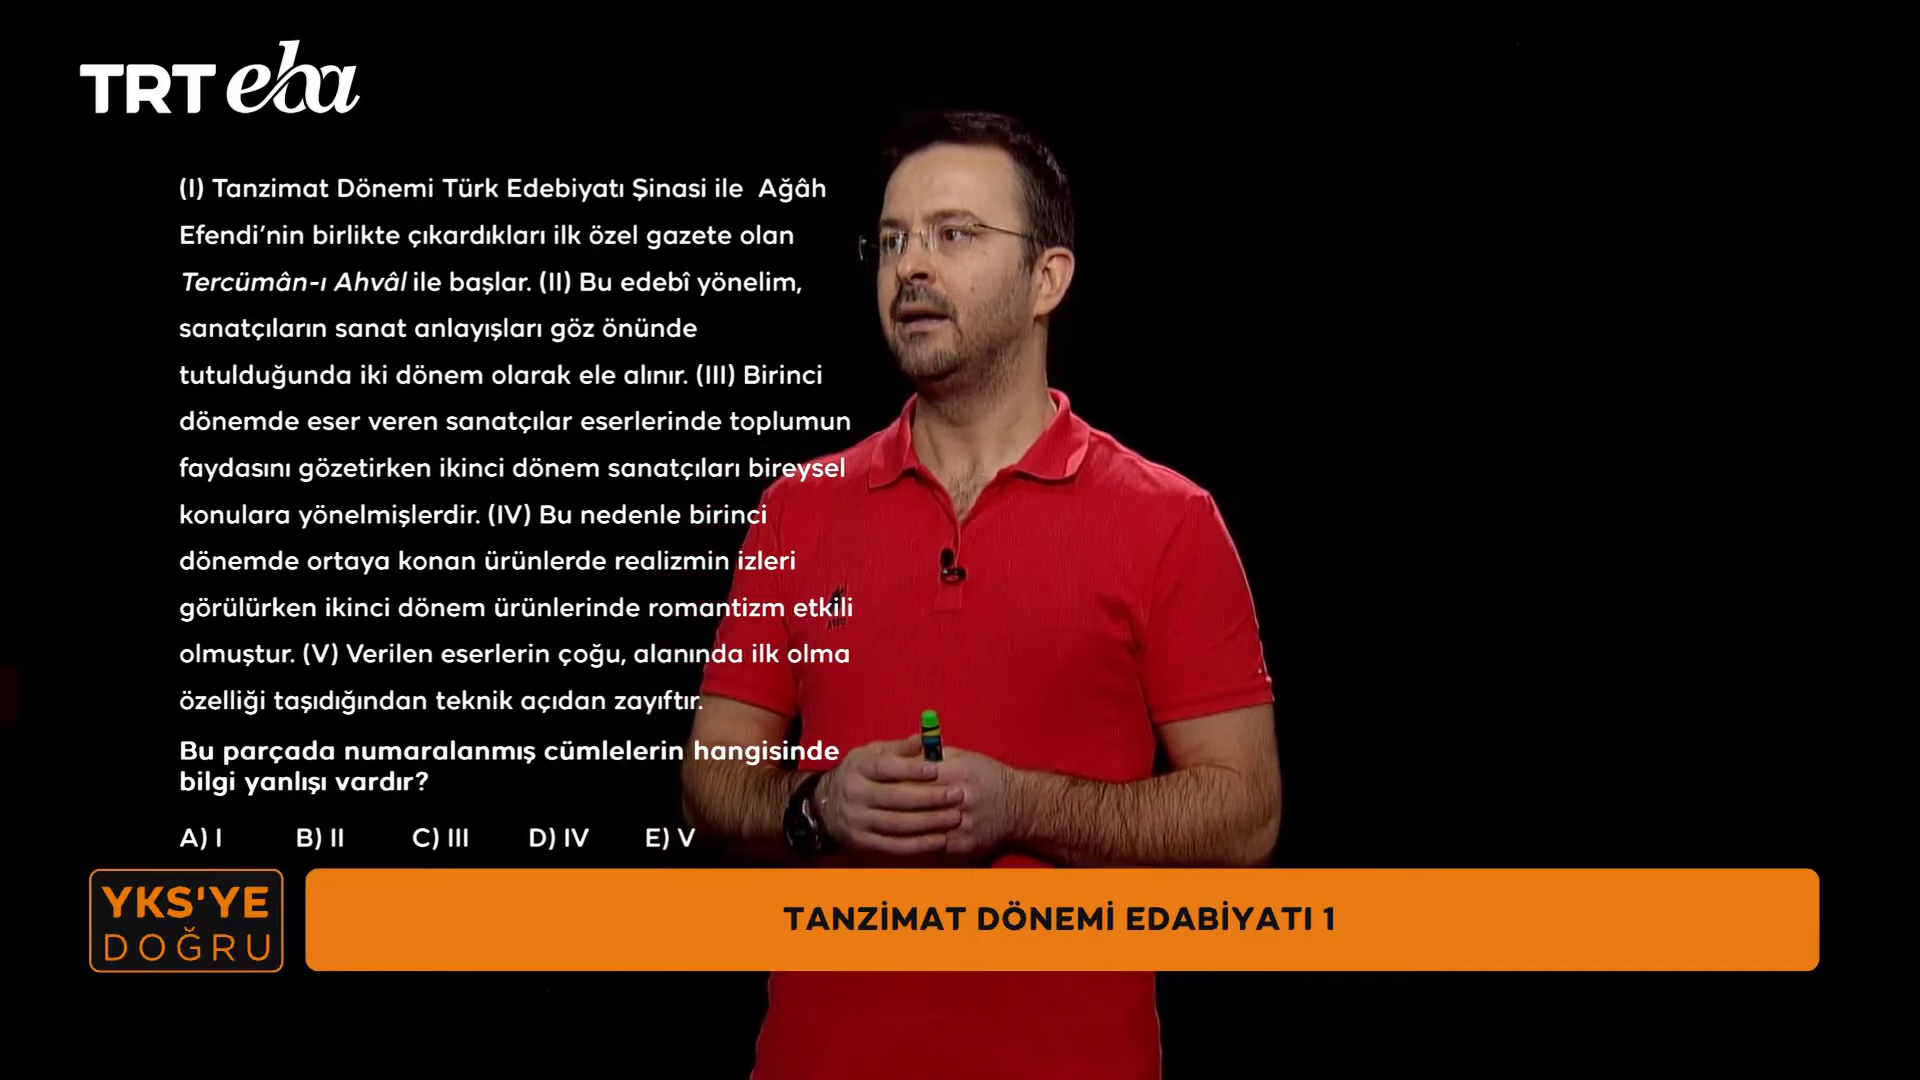 TRT eba
(I) Tanzimat Dönemi Türk Edebiyatı Şinasi ile Ağâh
Efendi’nin birlikte çıkardıkları ilk özel gazete olan
Tercümân-ı Ahvâl ile başlar. (II) Bu edebî yönelim,
sanatçıların sanat anlayışları göz önünde
tutulduğunda iki dönem olarak ele alınır. (III) Birinci
dönemde eser veren sanatçılar eserlerinde toplumun
faydasını gözetirken ikinci dönem sanatçıları bireysel
konulara yönelmişlerdir. (IV) Bu nedenle birinci
dönemde ortaya konan ürünlerde realizmin izleri
görülürken ikinci dönem ürünlerinde romantizm etkili
olmuştur. (V) Verilen eserlerin çoğu, alanında ilk olma
özelliği taşıdığından teknik açıdan zayıftır.
Bu parçada numaralanmış cümlelerin hangisinde
bilgi yanlışı vardır?
A) I B) II C) III D) IV E) V
YKS'YE
DOĞRU
TANZİMAT DÖNEMİ EDABİYATI 1